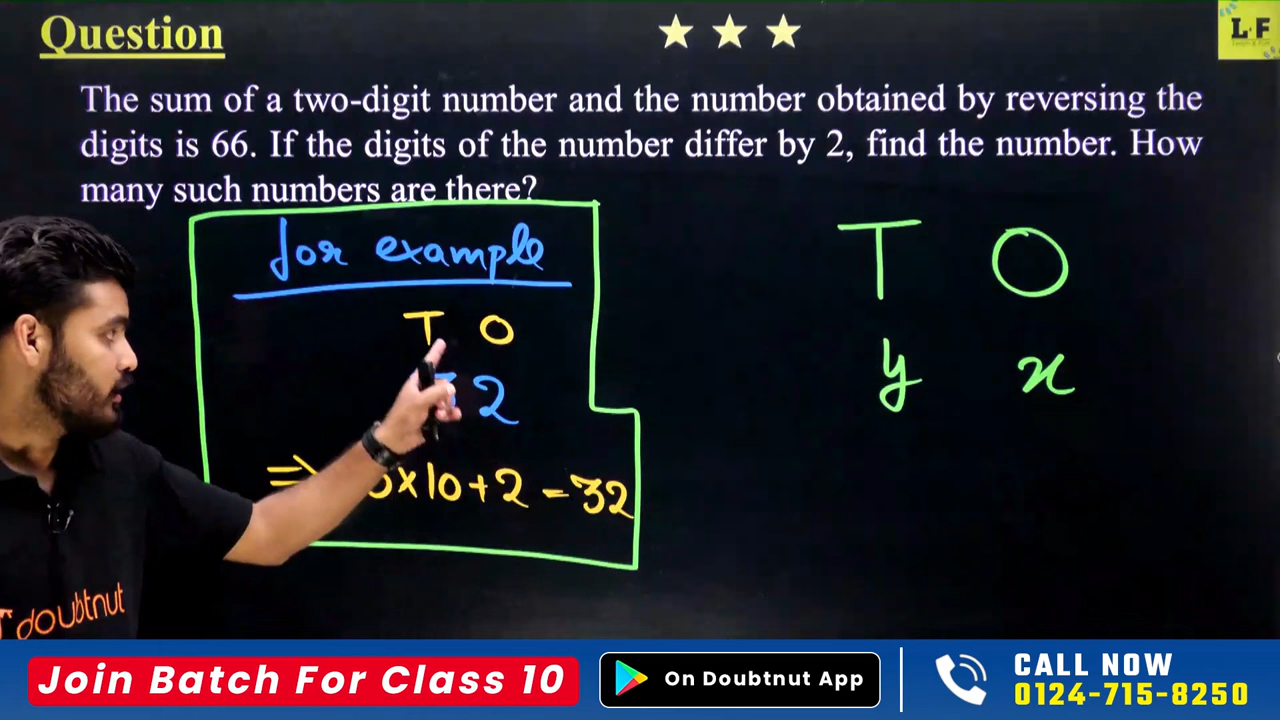 Question
L F
The sum of a two-digit number and the number obtained by reversing the
digits is 66. If the digits of the number differ by 2, find the number. How
many such numbers are there?
for example
T O
T O
2
y x
⇒ ×10+2=32
doubtnut
Join Batch For Class 10
On Doubtnut App
CALL NOW
0124-715-8250